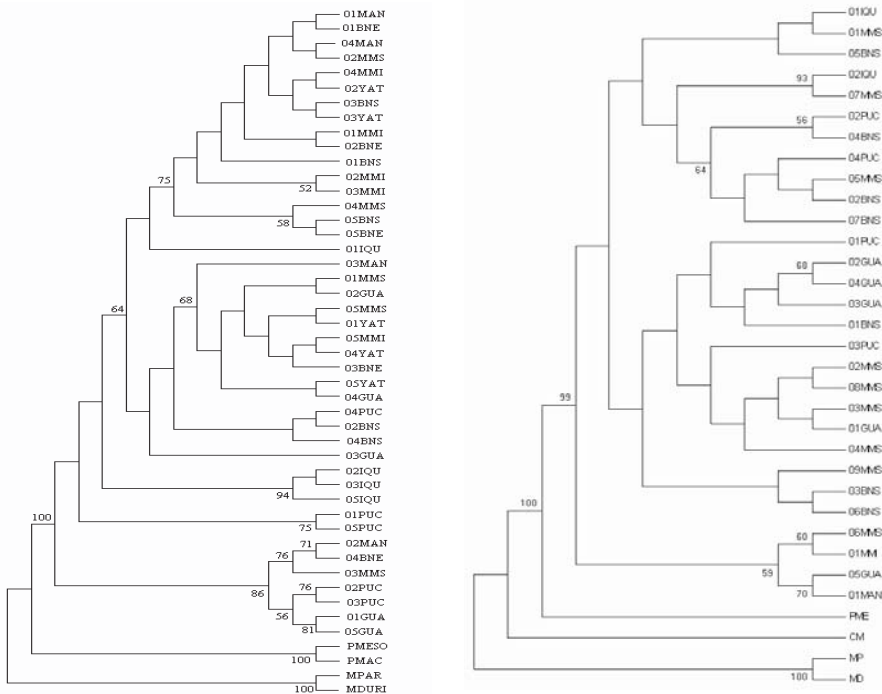 01MAN
01BNE
04MAN
02MMS
04MMI
02YAT
03BNS
03YAT
01MMI
02BNE
01BNS
75
02MMI
52
03MMI
04MMS
58
05BNS
05BNE
01IQU
03MAN
68
01MMS
02GUA
64
05MMS
01YAT
05MMI
04YAT
03BNE
05YAT
04GUA
04PUC
02BNS
04BNS
03GUA
02IQU
03IQU
94
05IQU
100
01PUC
75
05PUC
71
02MAN
76
04BNE
03MMS
86
76
02PUC
03PUC
56
01GUA
81
05GUA
PMESO
100
PMAC
MPAR
100
MDURI
01IQU
01MMS
05BNS
93
02IQU
07MMS
02PUC
56
04BNS
04PUC
64
05MMS
02BNS
07BNS
01PUC
68
02GUA
04GUA
03GUA
01BNS
03PUC
02MMS
08MMS
99
03MMS
01GUA
04MMS
09MMS
03BNS
100
06BNS
06MMS
60
01MMI
59
05GUA
70
01MAN
PME
CM
MP
100
MD